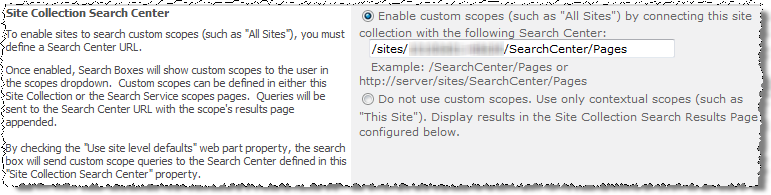 Site Collection Search Center
To enable sites to search custom scopes (such as "All Sites"), you must
define a Search Center URL.
Once enabled, Search Boxes will show custom scopes to the user in
the scopes dropdown. Custom scopes can be defined in either this
Site Collection or the Search Service scopes pages. Queries will be
sent to the Search Center URL with the scope's results page
appended.
By checking the "Use site level defaults" web part property, the search
box will send custom scope queries to the Search Center defined in this
"Site Collection Search Center" property.
Enable custom scopes (such as "All Sites") by connecting this site
collection with the following Search Center:
/sites/ /SearchCenter/Pages
Example: /SearchCenter/Pages or
http://server/sites/SearchCenter/Pages
Do not use custom scopes. Use only contextual scopes (such as
"This Site"). Display results in the Site Collection Search Results Page
configured below.